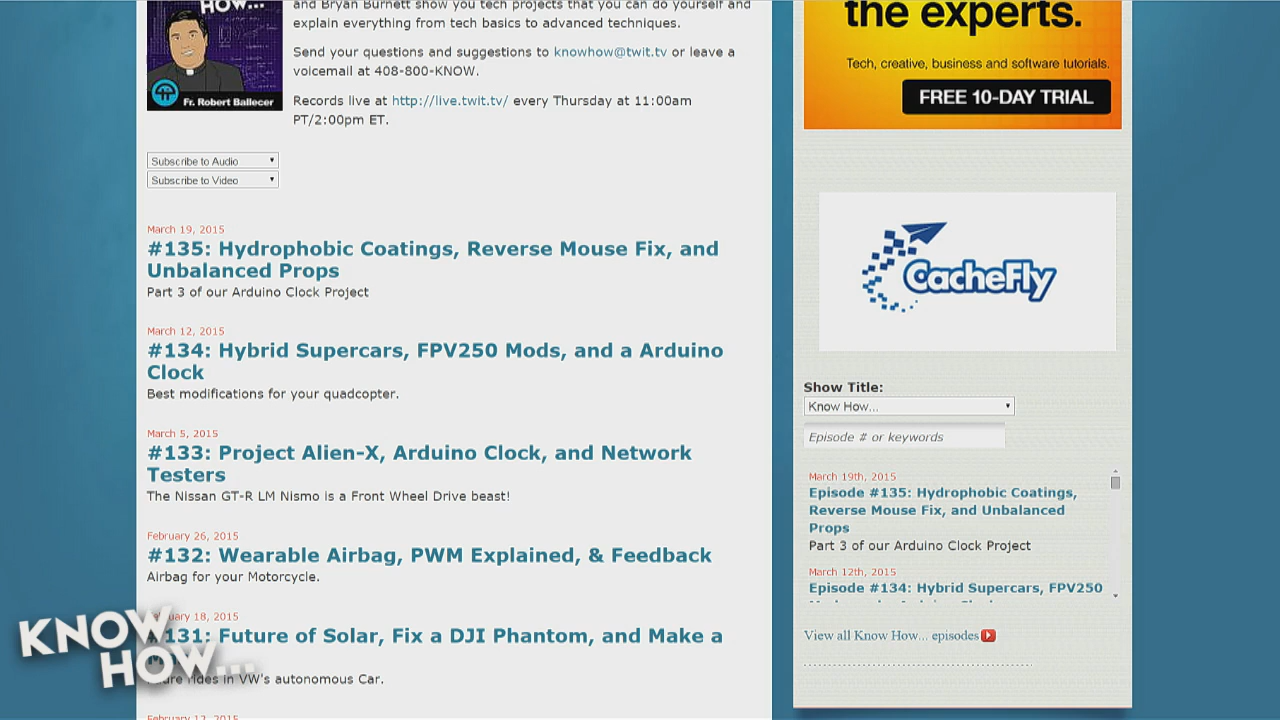 HOW...
Fr. Robert Ballecer
and Bryan Burnett show you tech projects that you can do yourself and
explain everything from tech basics to advanced techniques.
Send your questions and suggestions to knowhow@twit.tv or leave a
voicemail at 408-800-KNOW.
Records live at http://live.twit.tv/ every Thursday at 11:00am
PT/2:00pm ET.
Subscribe to Audio
Subscribe to Video
March 19, 2015
#135: Hydrophobic Coatings, Reverse Mouse Fix, and
Unbalanced Props
Part 3 of our Arduino Clock Project
March 12, 2015
#134: Hybrid Supercars, FPV250 Mods, and a Arduino
Clock
Best modifications for your quadcopter.
March 5, 2015
#133: Project Alien-X, Arduino Clock, and Network
Testers
The Nissan GT-R LM Nismo is a Front Wheel Drive beast!
February 26, 2015
#132: Wearable Airbag, PWM Explained, & Feedback
Airbag for your Motorcycle.
February 18, 2015
#131: Future of Solar, Fix a DJI Phantom, and Make a
rides in VW's autonomous Car.
February 12, 2015
KNOW
HOW...
the experts.
Tech, creative, business and software tutorials.
FREE 10-DAY TRIAL
CacheFly
Show Title:
Know How...
Episode # or keywords
March 19th, 2015
Episode #135: Hydrophobic Coatings,
Reverse Mouse Fix, and Unbalanced
Props
Part 3 of our Arduino Clock Project
March 12th, 2015
Episode #134: Hybrid Supercars, FPV250
View all Know How... episodes